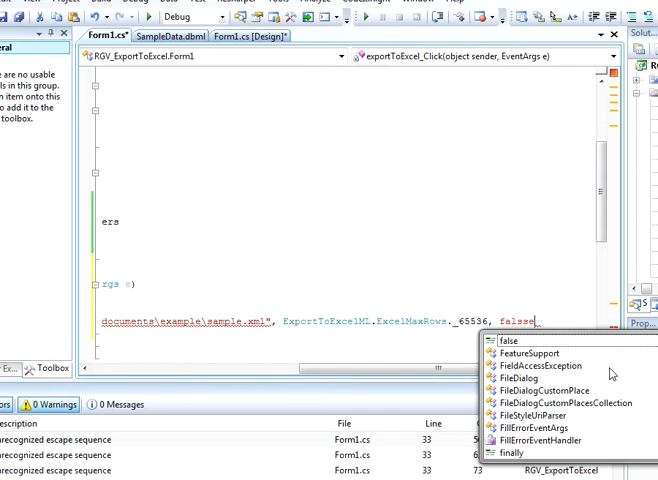 Debug
Form1.cs*
SampleData.dbml
Form1.cs [Design]*
Solut...
eral
RGV_ExportToExcel.Form1
exportToExcel_Click(object sender, EventArgs e)
e are no usable
ls in this group.
n item onto this
o add it to the
toolbox.
ers
rgs e)
documents\example\sample.xml", ExportToExcelML.ExcelMaxRows._65536, falsse
false
FeatureSupport
FieldAccessException
FileDialog
FileDialogCustomPlace
FileDialogCustomPlacesCollection
FileStyleUriParser
FillErrorEventArgs
FillErrorEventHandler
finally
S
Prop...
e Ex...
Toolbox
ors
0 Warnings
0 Messages
escription
File
Line
C
nrecognized escape sequence
Form1.cs
33
nrecognized escape sequence
Form1.cs
33
nrecognized escape sequence
Form1.cs
33
73
RGV_ExportToExcel